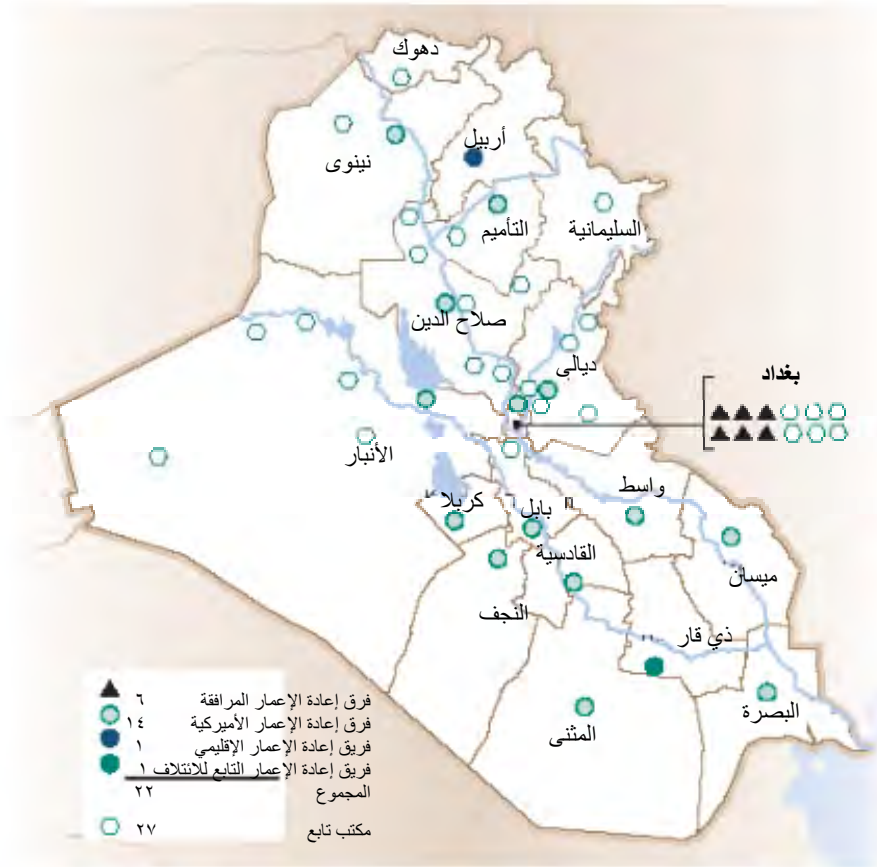 دهوك
أربيل
نينوى
التأميم
السليمانية
صلاح الدين
ديالى
بغداد
الأنبار
كربلا
بابل
واسط
القادسية
ميسان
النجف
ذي قار
المثنى
البصرة
فرق إعادة الإعمار المرافقة ٦
فرق إعادة الإعمار الأميركية ١٤
فريق إعادة الإعمار الإقليمي ١
فريق إعادة الإعمار التابع للائتلاف ١
المجموع ٢٢
مكتب تابع ٢٧